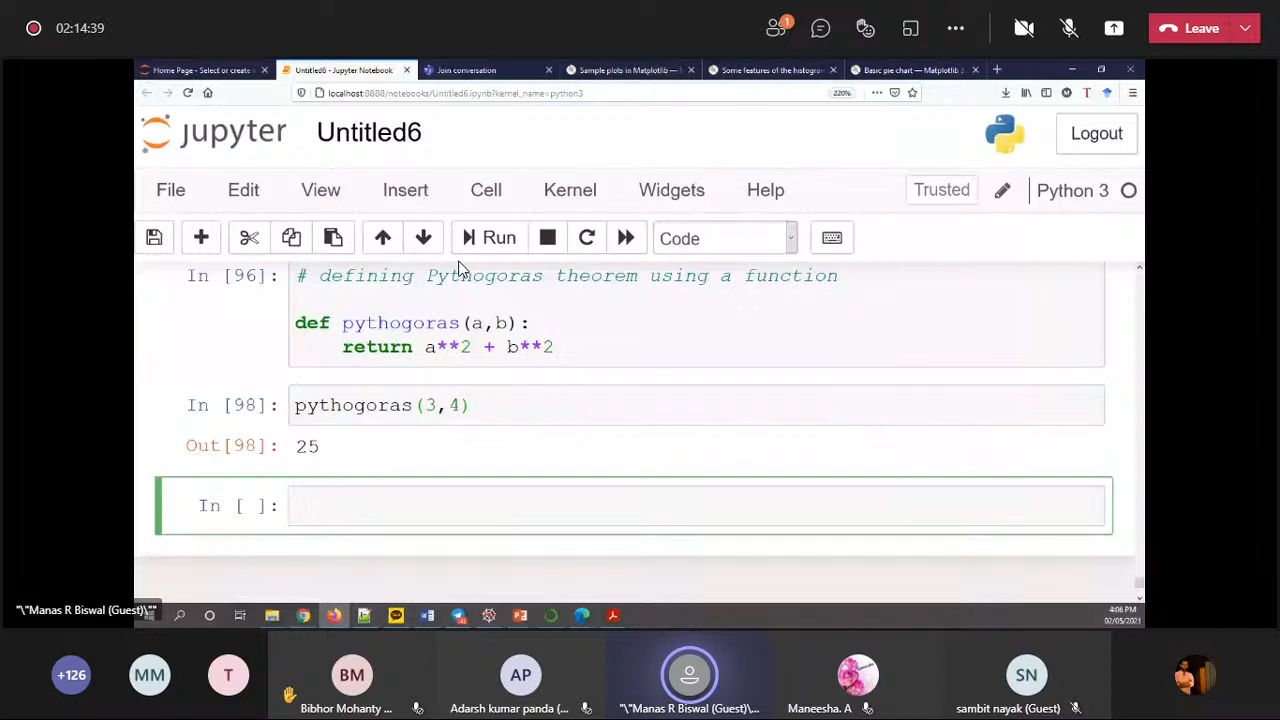 02:14:39
1
Leave
Home Page - Select or create
Untitled6 - Jupyter Notebook
Join conversation
Sample plots in Matplotlib —
Some features of the histogram
Basic pie chart — Matplotlib 3.
localhost:8888/notebooks/Untitled6.ipynb?kernel_name=python3
220%
jupyter
Untitled6
Logout
File
Edit
View
Insert
Cell
Kernel
Widgets
Help
Trusted
Python 3
Run
Code
In [96]: # defining Pythogoras theorem using a function
def pythogoras(a,b):
return a**2 + b**2
In [98]: pythogoras(3,4)
Out[98]: 25
In [ ]:
"\"Manas R Biswal (Guest)\""
4:06 PM
02/05/2021
+126
MM
T
BM
AP
SN
Bibhor Mohanty ...
Adarsh kumar panda (...
"\"Manas R Biswal (Guest)\...
Maneesha. A
sambit nayak (Guest)